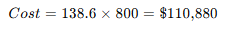 Cost = 138.6 × 800 = $110,880